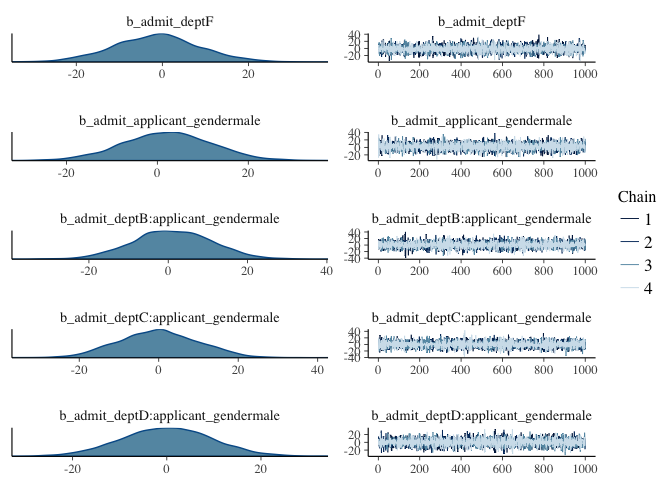 b_admit_deptF
-20 0 20
b_admit_deptF
40
20
0
-20
0 200 400 600 800 1000
b_admit_applicant_gendermale
-20 0 20
b_admit_applicant_gendermale
40
20
0
-20
0 200 400 600 800 1000
b_admit_deptB:applicant_gendermale
-20 0 20 40
b_admit_deptB:applicant_gendermale
40
20
0
-20
-40
0 200 400 600 800 1000
b_admit_deptC:applicant_gendermale
-20 0 20 40
b_admit_deptC:applicant_gendermale
40
20
0
-20
-40
0 200 400 600 800 1000
b_admit_deptD:applicant_gendermale
-20 0 20
b_admit_deptD:applicant_gendermale
20
0
-20
0 200 400 600 800 1000
Chain
1
2
3
4